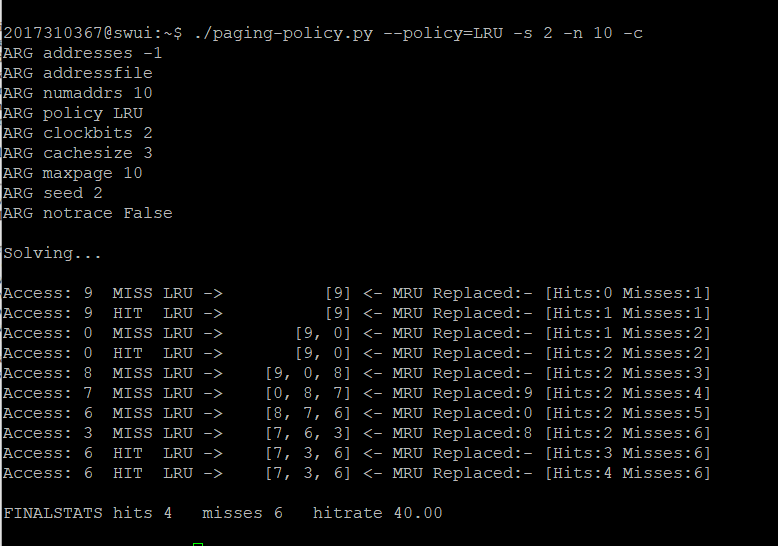 2017310367@swui:~$ ./paging-policy.py --policy=LRU -s 2 -n 10 -c
ARG addresses -1
ARG addressfile
ARG numaddrs 10
ARG policy LRU
ARG clockbits 2
ARG cachesize 3
ARG maxpage 10
ARG seed 2
ARG notrace False

Solving...

Access: 9  MISS LRU ->          [9] <- MRU Replaced:- [Hits:0 Misses:1]
Access: 9  HIT  LRU ->          [9] <- MRU Replaced:- [Hits:1 Misses:1]
Access: 0  MISS LRU ->       [9, 0] <- MRU Replaced:- [Hits:1 Misses:2]
Access: 0  HIT  LRU ->       [9, 0] <- MRU Replaced:- [Hits:2 Misses:2]
Access: 8  MISS LRU ->    [9, 0, 8] <- MRU Replaced:- [Hits:2 Misses:3]
Access: 7  MISS LRU ->    [0, 8, 7] <- MRU Replaced:9 [Hits:2 Misses:4]
Access: 6  MISS LRU ->    [8, 7, 6] <- MRU Replaced:0 [Hits:2 Misses:5]
Access: 3  MISS LRU ->    [7, 6, 3] <- MRU Replaced:8 [Hits:2 Misses:6]
Access: 6  HIT  LRU ->    [7, 3, 6] <- MRU Replaced:- [Hits:3 Misses:6]
Access: 6  HIT  LRU ->    [7, 3, 6] <- MRU Replaced:- [Hits:4 Misses:6]

FINALSTATS hits 4   misses 6   hitrate 40.00